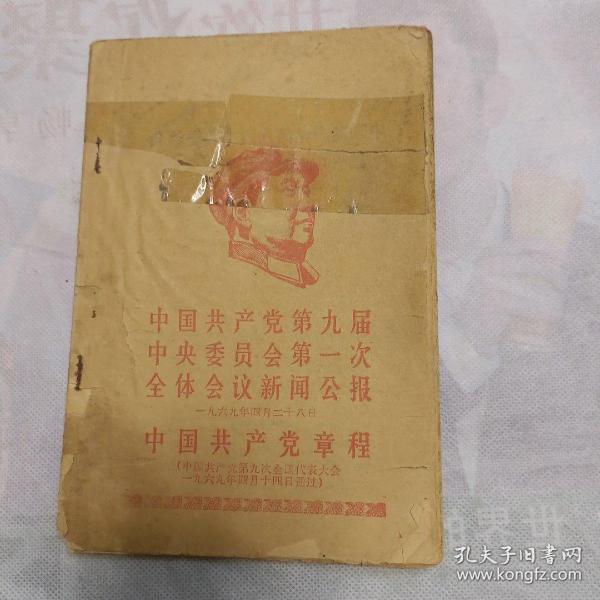 中国共产党第九届
中央委员会第一次
全体会议新闻公报
一九六九年四月二十八日
中国共产党章程
(中国共产党第九次全国代表大会
一九六九年四月十四日通过)
孔夫子旧书网
www.kongfz.com